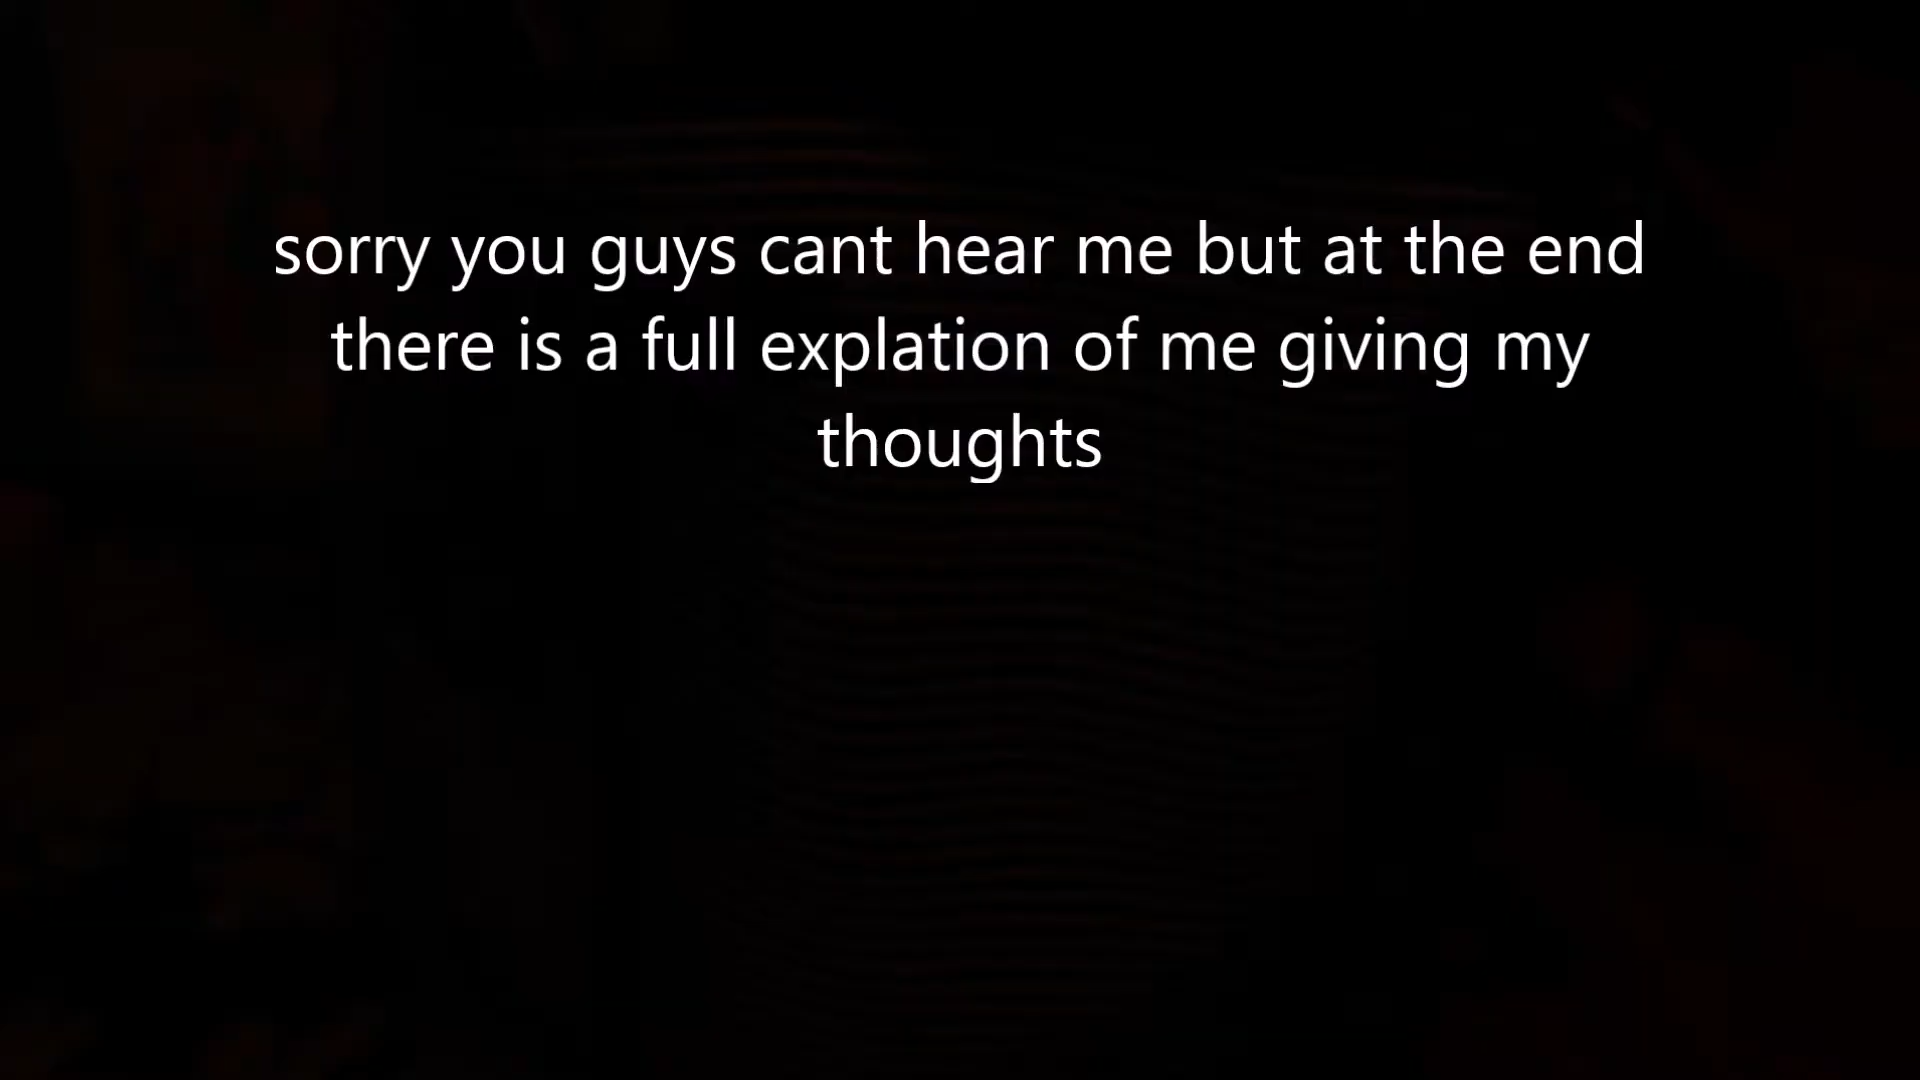 sorry you guys cant hear me but at the end
there is a full explation of me giving my
thoughts